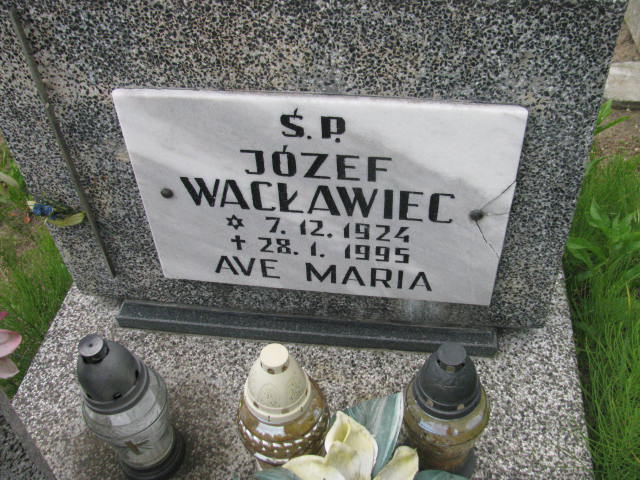 Ś.P.
JÓZEF
WACŁAWIEC
✡ 7.12.1924
✝ 28.1.1995
AVE MARIA